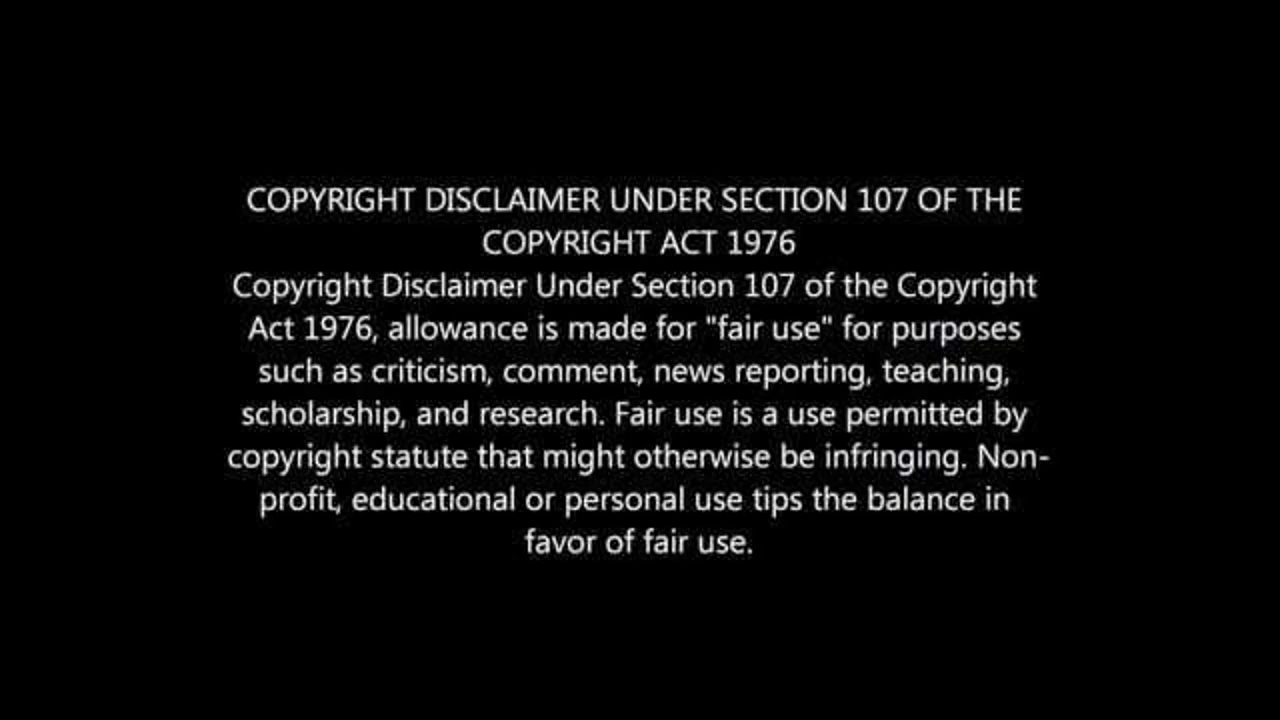 COPYRIGHT DISCLAIMER UNDER SECTION 107 OF THE
COPYRIGHT ACT 1976
Copyright Disclaimer Under Section 107 of the Copyright
Act 1976, allowance is made for "fair use" for purposes
such as criticism, comment, news reporting, teaching,
scholarship, and research. Fair use is a use permitted by
copyright statute that might otherwise be infringing. Non-
profit, educational or personal use tips the balance in
favor of fair use.